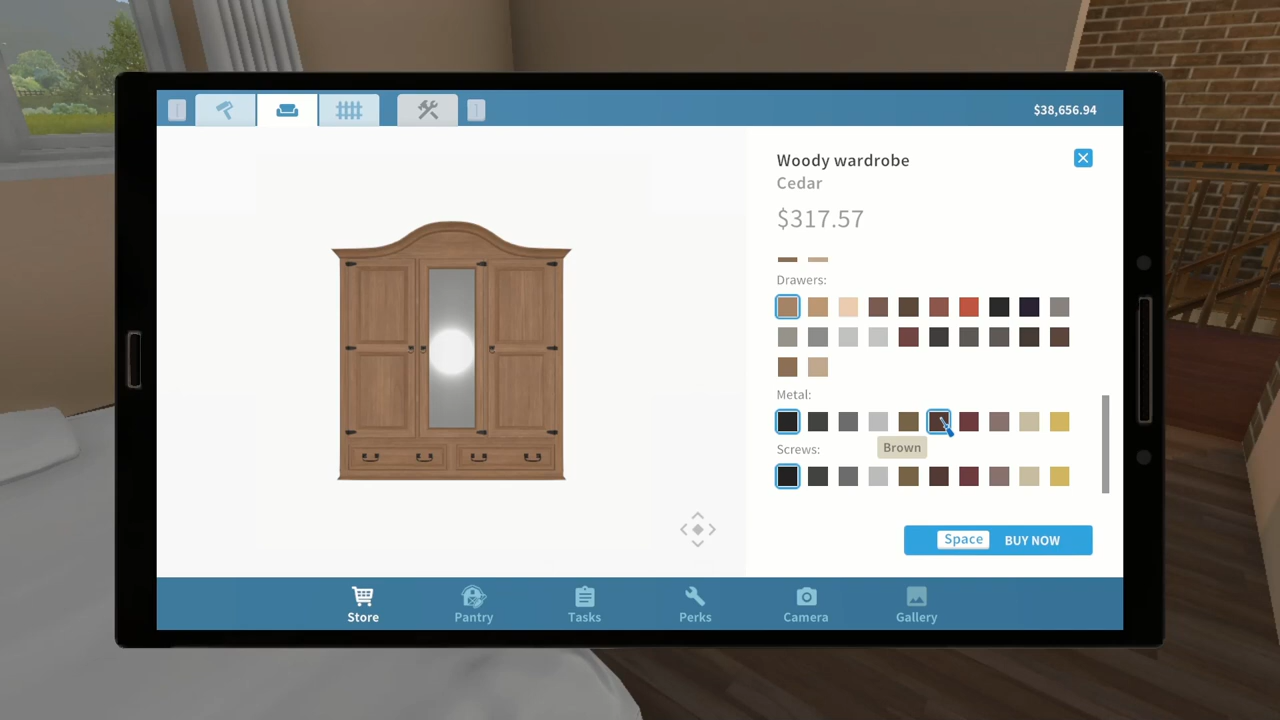 $38,656.94
Woody wardrobe
Cedar
$317.57
Drawers:
Metal:
Brown
Screws:
Space BUY NOW
Store Pantry Tasks Perks Camera Gallery